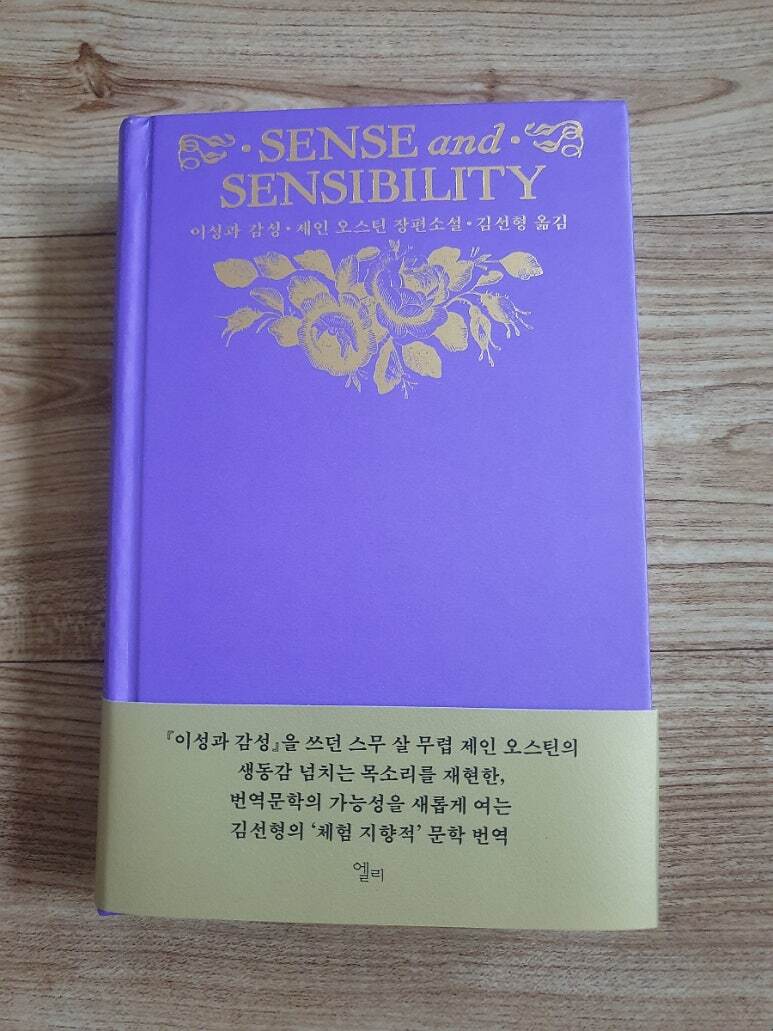 · SENSE and ·
SENSIBILITY
이성과 감성 · 제인 오스틴 장편소설 · 김선형 옮김
『이성과 감성』을 쓰던 스무 살 무렵 제인 오스틴의
생동감 넘치는 목소리를 재현한,
번역문학의 가능성을 새롭게 여는
김선형의 ‘체험 지향적’ 문학 번역
엘리